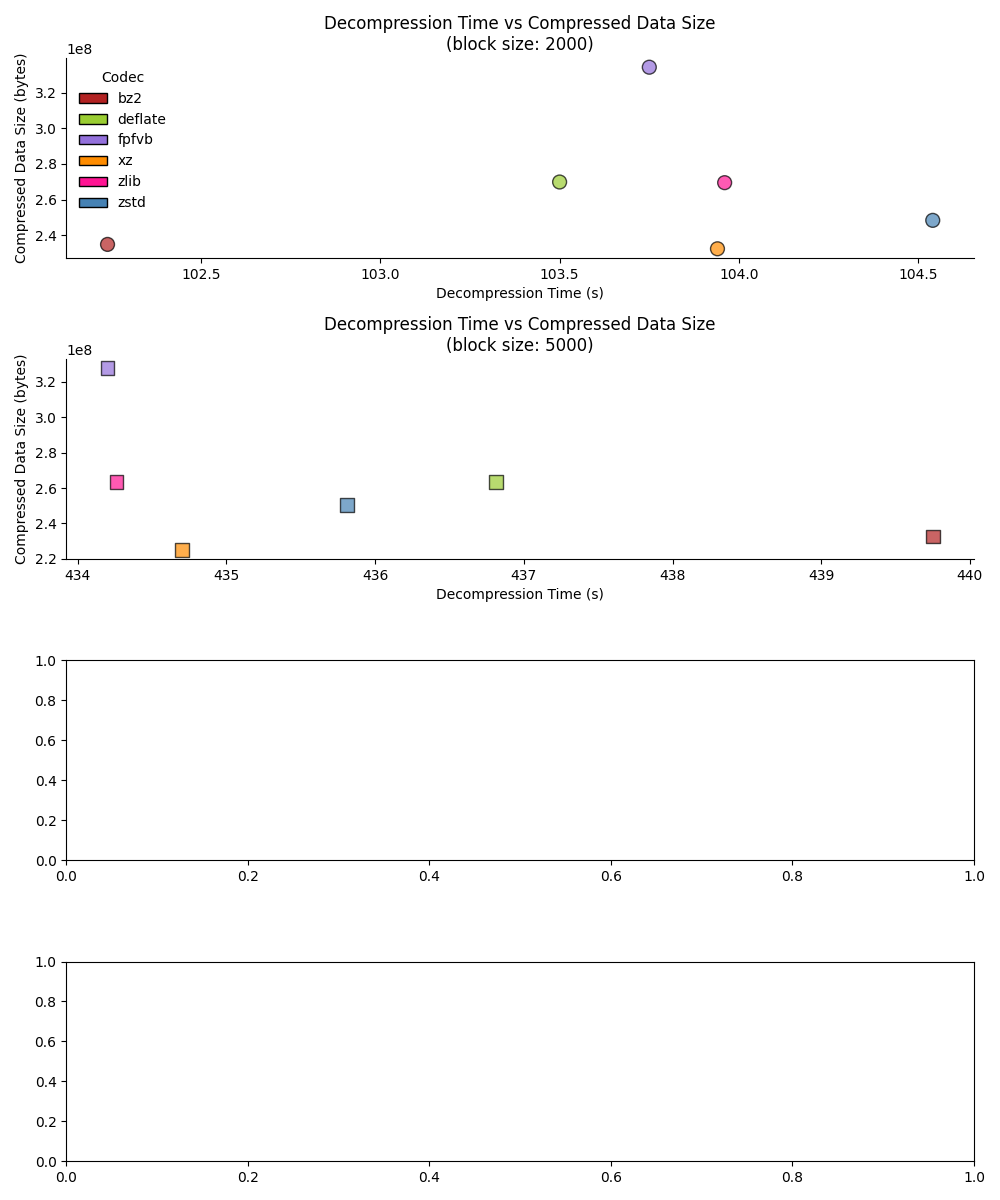 Decompression Time vs Compressed Data Size
(block size: 2000)
1e8
Compressed Data Size (bytes)
3.2
3.0
2.8
2.6
2.4
Codec
bz2
deflate
fpfvb
xz
zlib
zstd
102.5 103.0 103.5 104.0 104.5
Decompression Time (s)
Decompression Time vs Compressed Data Size
(block size: 5000)
1e8
Compressed Data Size (bytes)
3.2
3.0
2.8
2.6
2.4
2.2
434 435 436 437 438 439 440
Decompression Time (s)
1.0
0.8
0.6
0.4
0.2
0.0
0.0 0.2 0.4 0.6 0.8 1.0
1.0
0.8
0.6
0.4
0.2
0.0
0.0 0.2 0.4 0.6 0.8 1.0